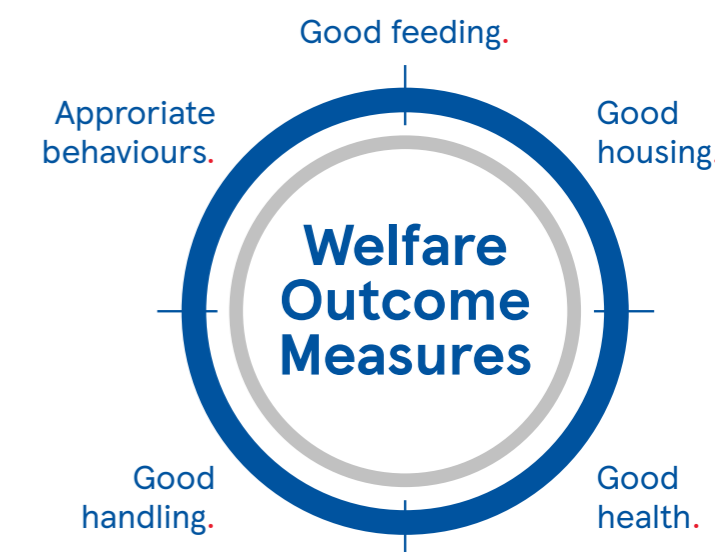 Good feeding.
Approriate
behaviours.
Good
housing.
Welfare
Outcome
Measures
Good
handling.
Good
health.